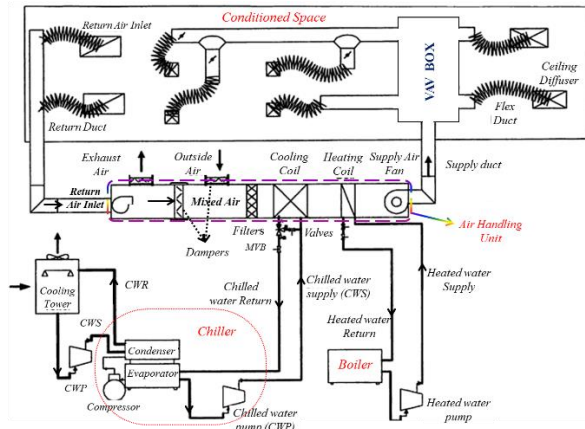 Conditioned Space
Return Air Inlet
VAV BOX
Ceiling
Diffuser
Return Duct
Flex
Duct
Exhaust
Air
Outside
Air
Cooling
Coil
Heating
Coil
Supply Air
Fan
Supply duct
Return
Air Inlet
Mixed Air
Air Handling
Unit
Filters
Valves
MVB
Dampers
Chilled
water Return
Chilled water
supply (CWS)
Heated water
Supply
Cooling
Tower
CWR
CWS
Chiller
Heated water
Return
Condenser
Evaporator
Boiler
CWP
Compressor
Chilled water
pump (CWP)
Heated water
pump